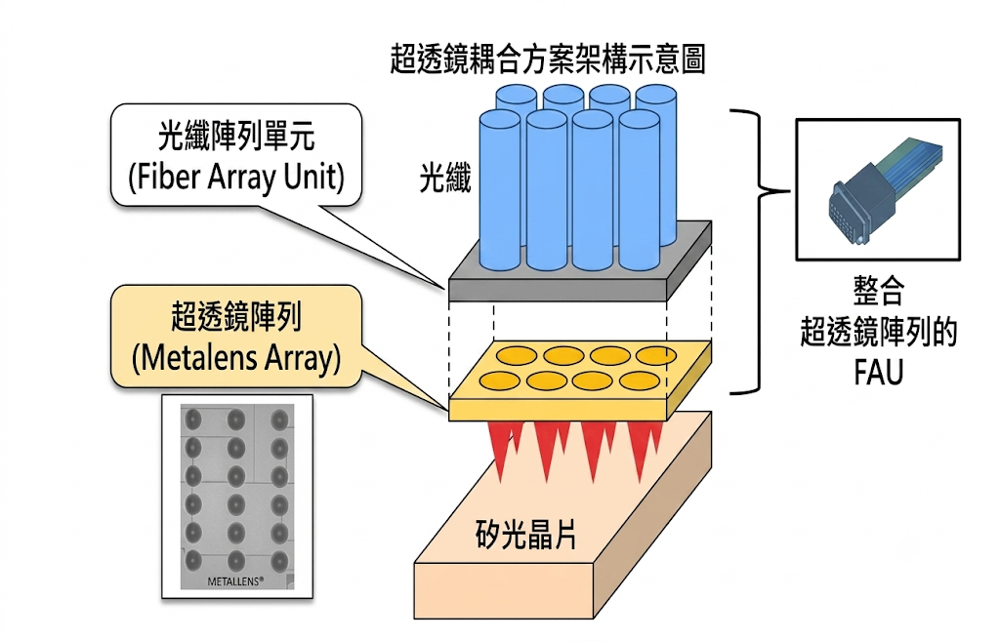 超透鏡耦合方案架構示意圖
光纖陣列單元
(Fiber Array Unit)
光纖
超透鏡陣列
(Metalens Array)
METALLENS®
矽光晶片
整合
超透鏡陣列的
FAU